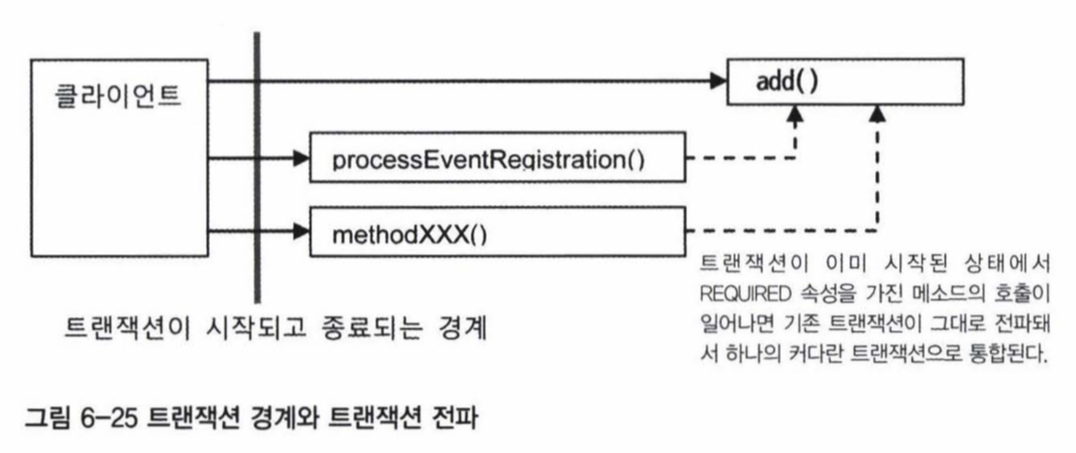 클라이언트
add()
processEventRegistration()
methodXXX()
트랜잭션이 이미 시작된 상태에서
REQUIRED 속성을 가진 메소드의 호출이
일어나면 기존 트랜잭션이 그대로 전파돼
서 하나의 커다란 트랜잭션으로 통합된다.
트랜잭션이 시작되고 종료되는 경계
그림 6-25 트랜잭션 경계와 트랜잭션 전파